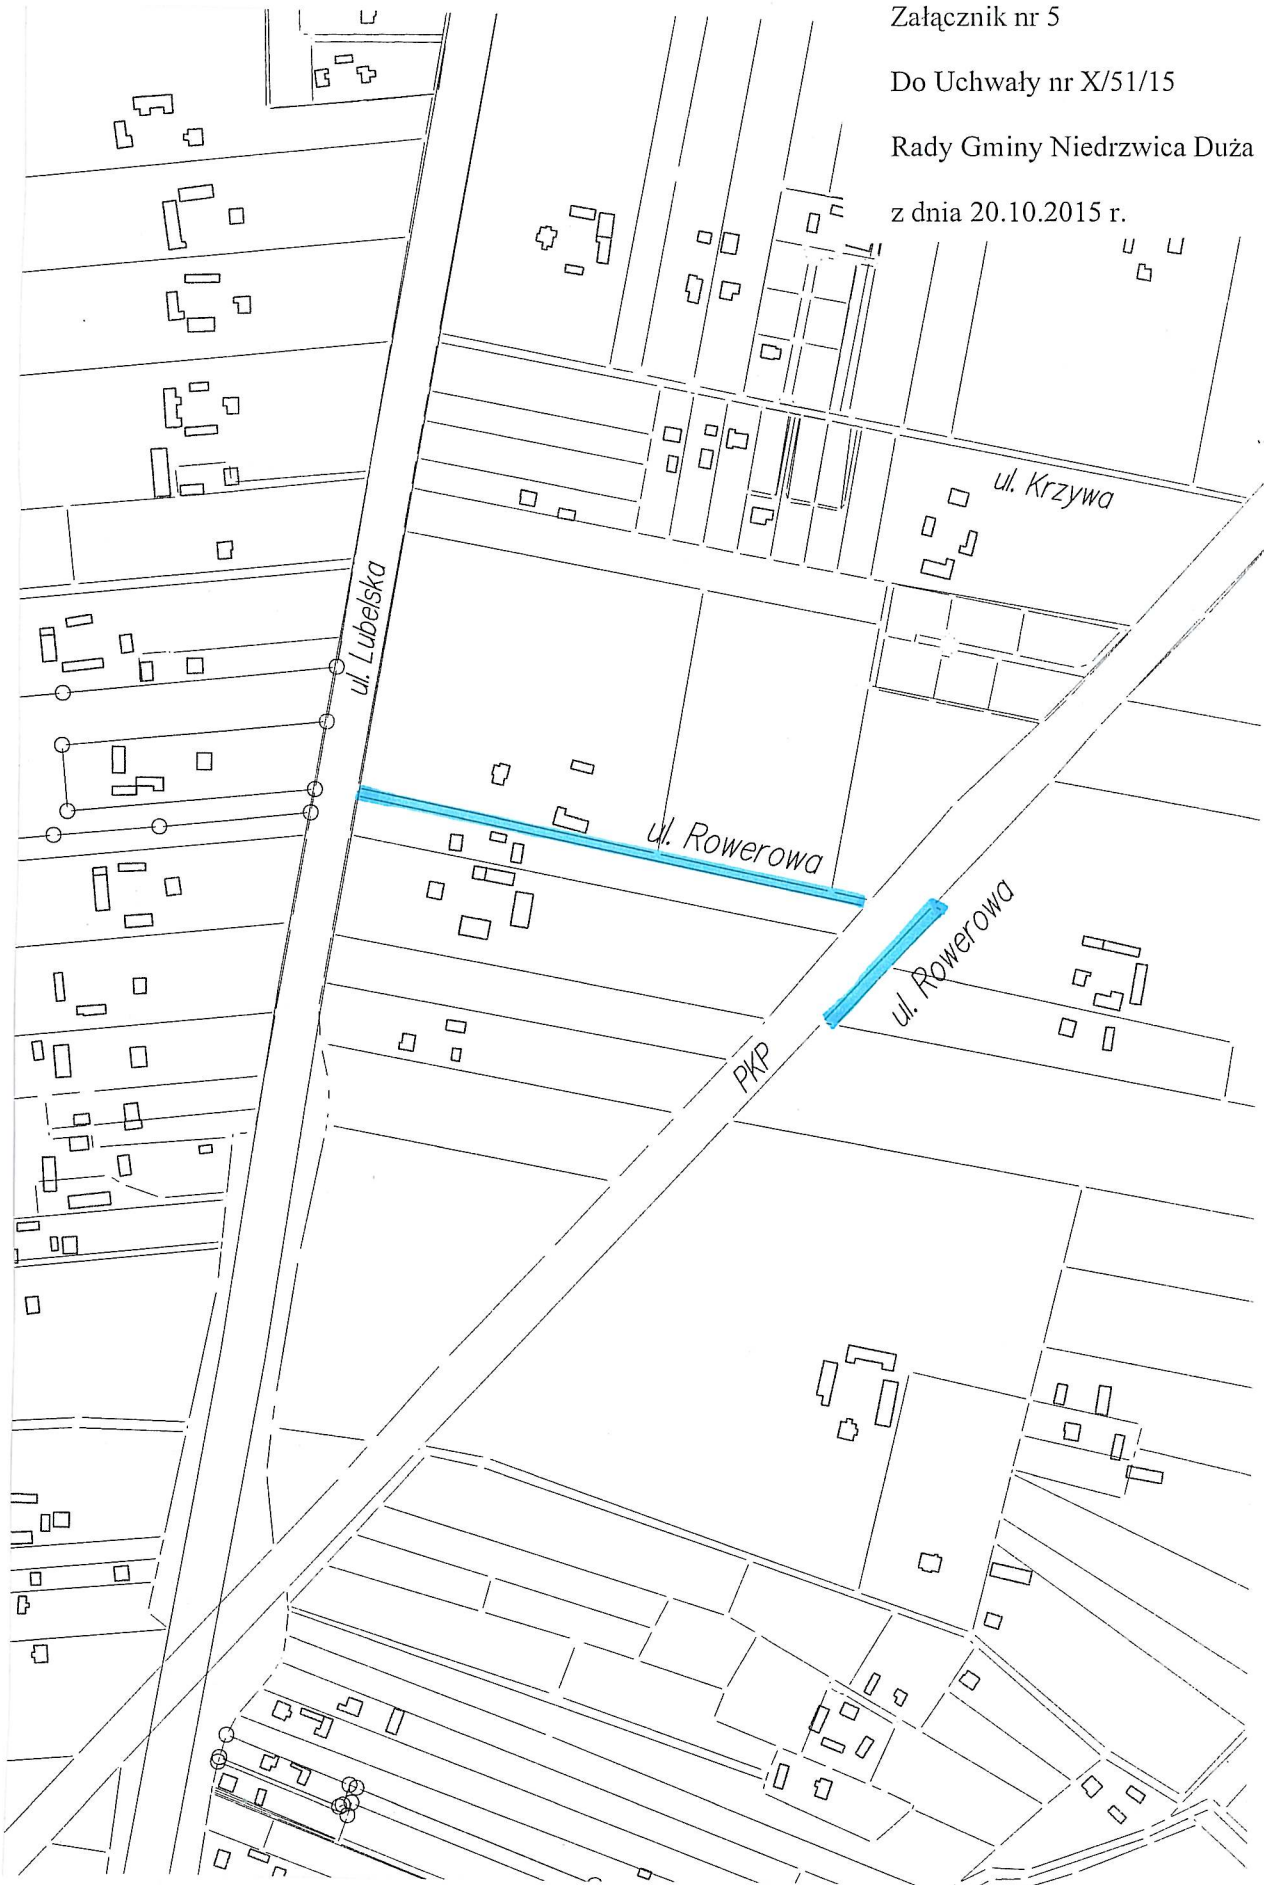 Załącznik nr 5
Do Uchwały nr X/51/15
Rady Gminy Niedrzwica Duża
z dnia 20.10.2015 r.
ul. Krzywa
ul. Lubelska
ul. Rowerowa
ul. Rowerowa
PKP